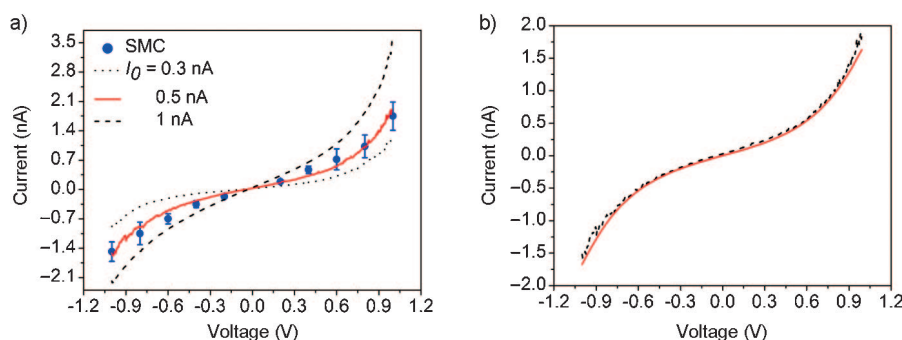 a)
SMC
I0 = 0.3 nA
0.5 nA
1 nA
3.5
2.8
2.1
1.4
0.7
0.0
−0.7
−1.4
−2.1
Current (nA)
-1.2 -0.9 -0.6 -0.3 0.0 0.3 0.6 0.9 1.2
Voltage (V)
b)
2.0
1.5
1.0
0.5
0.0
−0.5
−1.0
−1.5
−2.0
Current (nA)
-1.2 -0.9 -0.6 -0.3 0.0 0.3 0.6 0.9 1.2
Voltage (V)